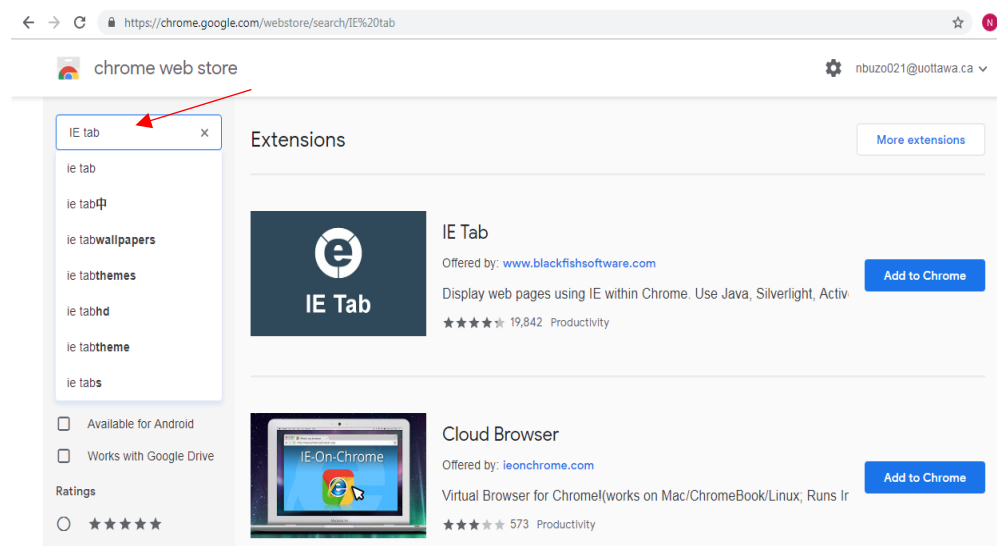 https://chrome.google.com/webstore/search/IE%20tab
N
chrome web store
nbuzo021@uottawa.ca
IE tab
x
ie tab
ie tab中
ie tabwallpapers
ie tabthemes
ie tabhd
ie tabtheme
ie tabs
Available for Android
Works with Google Drive
Ratings
Extensions
More extensions
IE Tab
IE Tab
Offered by: www.blackfishsoftware.com
Display web pages using IE within Chrome. Use Java, Silverlight, Activ
19,842 Productivity
Add to Chrome
IE-On-Chrome
Cloud Browser
Offered by: ieonchrome.com
Virtual Browser for Chrome!(works on Mac/ChromeBook/Linux; Runs Ir
573 Productivity
Add to Chrome